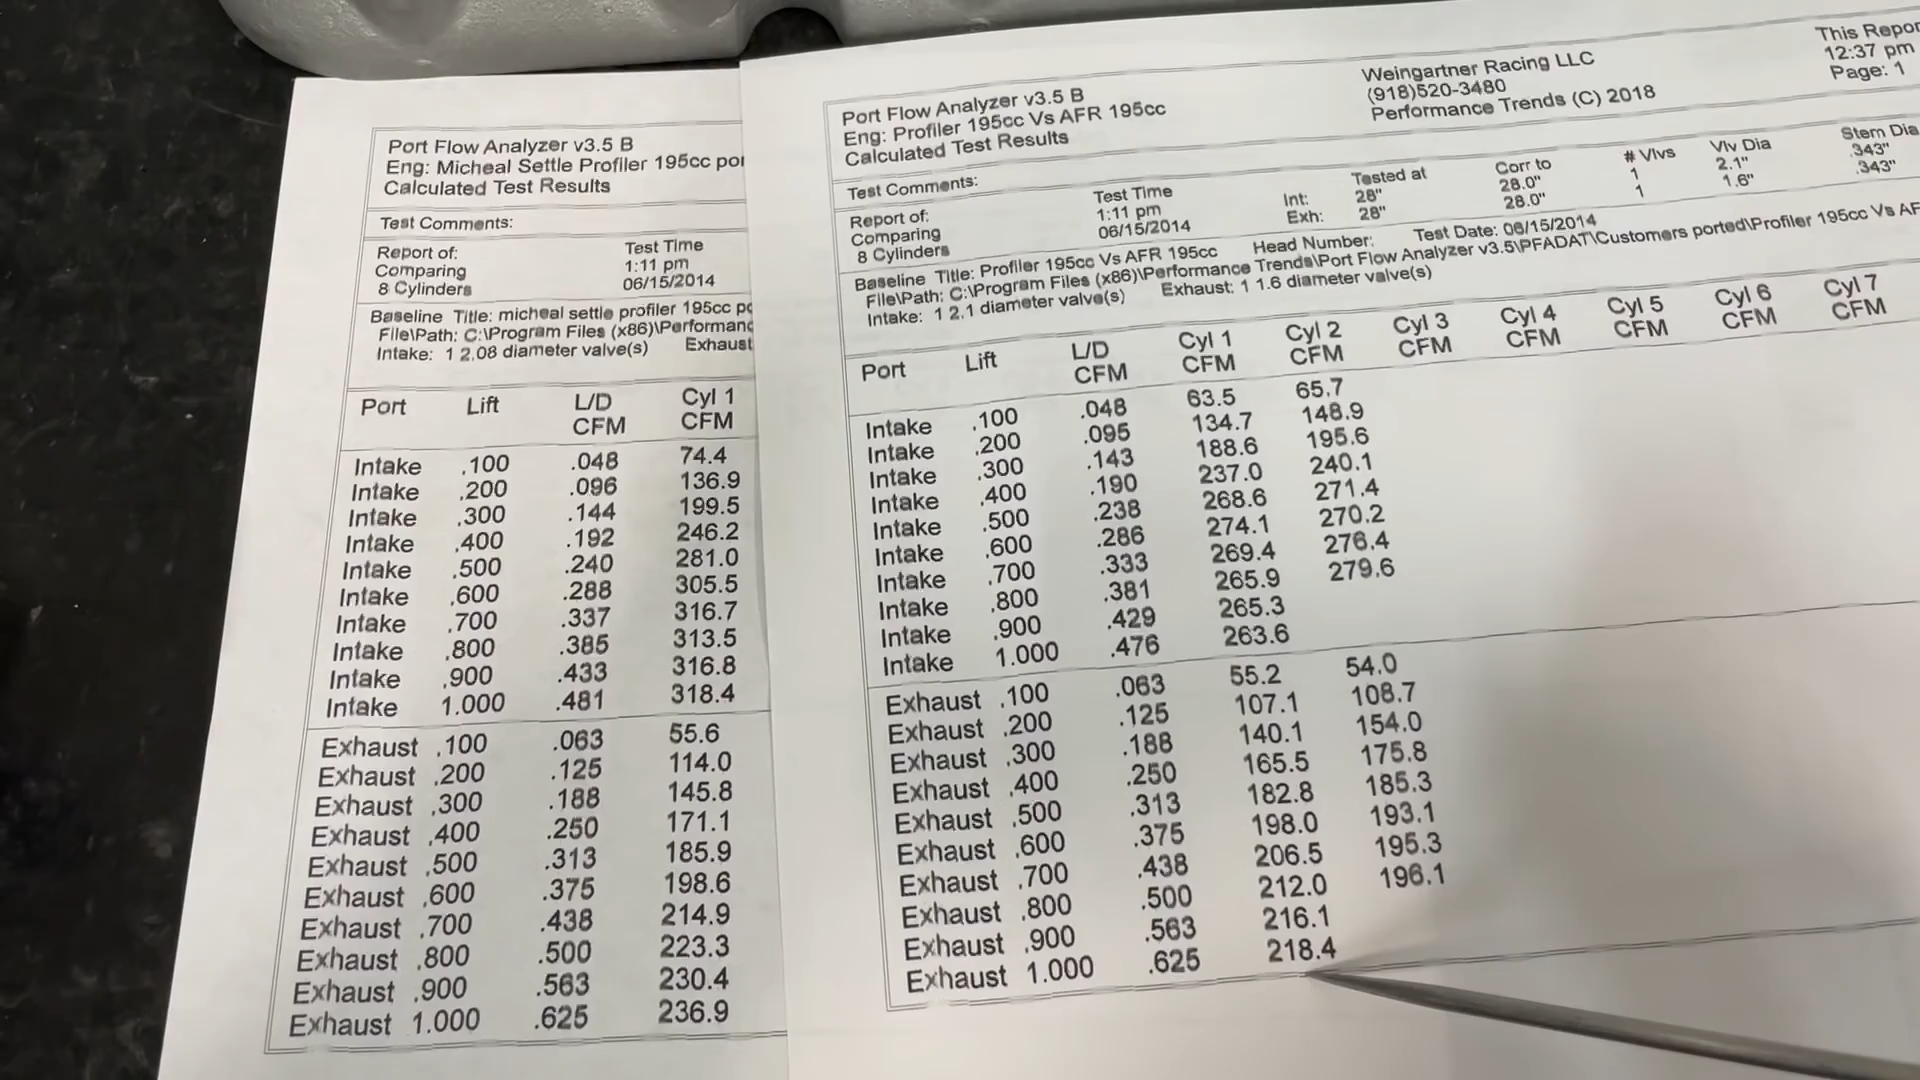 Port Flow Analyzer v3.5 B
Eng: Micheal Settle Profiler 195cc
Calculated Test Results
Test Comments:
Report of: Test Time
Comparing 1:11 pm
8 Cylinders 06/15/2014
Baseline Title: micheal settle profiler 195cc
File\Path: C:\Program Files (x86)\Performanc
Intake: 1 2.08 diameter valve(s) Exhaust
Port Lift L/D CFM Cyl 1 CFM
Intake .100 .048 74.4
Intake .200 .096 136.9
Intake .300 .144 199.5
Intake .400 .192 246.2
Intake .500 .240 281.0
Intake .600 .288 305.5
Intake .700 .337 316.7
Intake .800 .385 313.5
Intake .900 .433 316.8
Intake 1.000 .481 318.4
Exhaust .100 .063 55.6
Exhaust .200 .125 114.0
Exhaust .300 .188 145.8
Exhaust .400 .250 171.1
Exhaust .500 .313 185.9
Exhaust .600 .375 198.6
Exhaust .700 .438 214.9
Exhaust .800 .500 223.3
Exhaust .900 .563 230.4
Exhaust 1.000 .625 236.9
Port Flow Analyzer v3.5 B
Eng: Profiler 195cc Vs AFR 195cc
Calculated Test Results
Weingartner Racing LLC
(918)520-3480
Performance Trends (C) 2018
This Repor
12:37 pm
Page: 1
Test Comments:
Report of: Test Time Tested at Corr to # Vlvs Vlv Dia Stem Dia
Comparing 1:11 pm Int: 28" 28.0" 1 2.1" .343"
8 Cylinders 06/15/2014 Exh: 28" 28.0" 1 1.6" .343"
Baseline Title: Profiler 195cc Vs AFR 195cc Head Number: Test Date: 06/15/2014
File\Path: C:\Program Files (x86)\Performance Trends\Port Flow Analyzer v3.5\PFADAT\Customers ported\Profiler 195cc Vs AF
Intake: 1 2.1 diameter valve(s) Exhaust: 1 1.6 diameter valve(s)
Port Lift L/D CFM Cyl 1 CFM Cyl 2 CFM Cyl 3 CFM Cyl 4 CFM Cyl 5 CFM Cyl 6 CFM Cyl 7 CFM
Intake .100 .048 63.5 65.7
Intake .200 .095 134.7 148.9
Intake .300 .143 188.6 195.6
Intake .400 .190 237.0 240.1
Intake .500 .238 268.6 271.4
Intake .600 .286 274.1 270.2
Intake .700 .333 269.4 276.4
Intake .800 .381 265.9 279.6
Intake .900 .429 265.3
Intake 1.000 .476 263.6
Exhaust .100 .063 55.2 54.0
Exhaust .200 .125 107.1 108.7
Exhaust .300 .188 140.1 154.0
Exhaust .400 .250 165.5 175.8
Exhaust .500 .313 182.8 185.3
Exhaust .600 .375 198.0 193.1
Exhaust .700 .438 206.5 195.3
Exhaust .800 .500 212.0 196.1
Exhaust .900 .563 216.1
Exhaust 1.000 .625 218.4